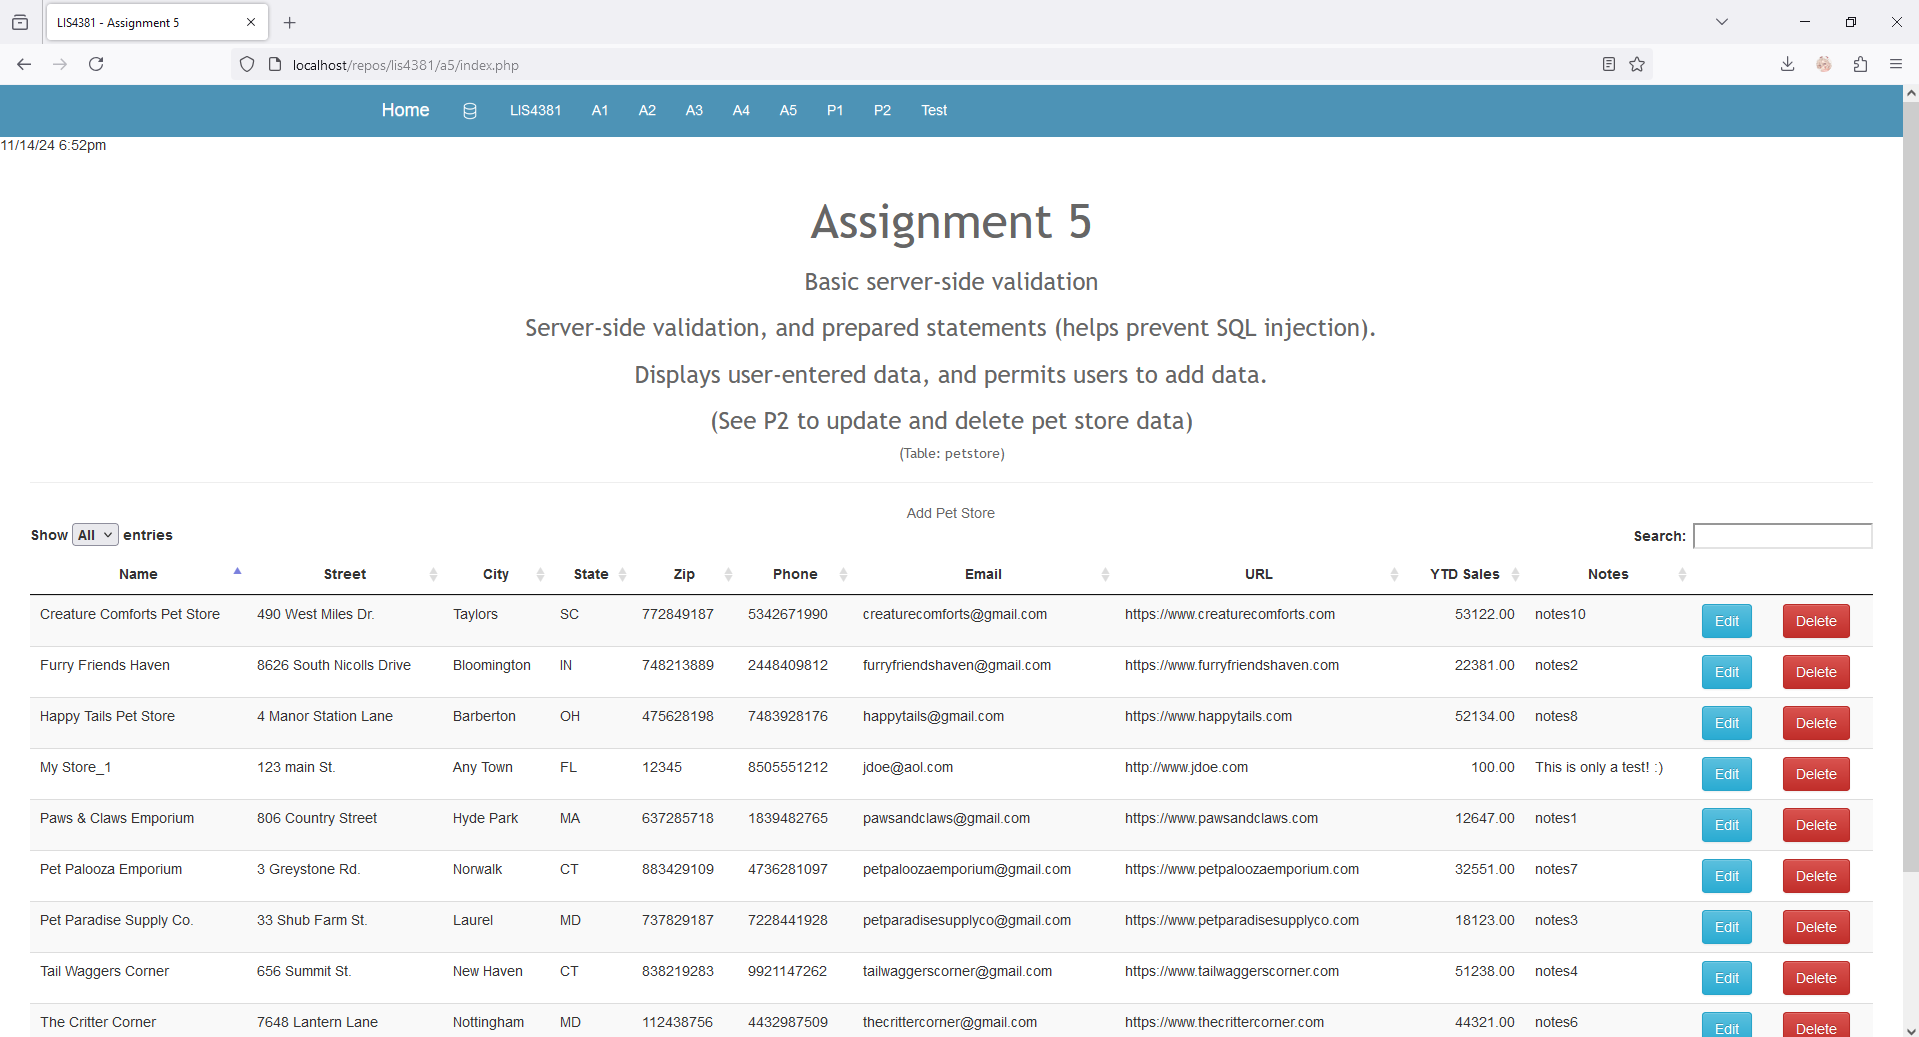 LIS4381 - Assignment 5
localhost/repos/lis4381/a5/index.php
Home LIS4381 A1 A2 A3 A4 A5 P1 P2 Test
11/14/24 6:52pm
Assignment 5
Basic server-side validation
Server-side validation, and prepared statements (helps prevent SQL injection).
Displays user-entered data, and permits users to add data.
(See P2 to update and delete pet store data)
(Table: petstore)
Add Pet Store
Show All entries Search:
Name Street City State Zip Phone Email URL YTD Sales Notes
Creature Comforts Pet Store 490 West Miles Dr. Taylors SC 772849187 5342671990 creaturecomforts@gmail.com https://www.creaturecomforts.com 53122.00 notes10 Edit Delete
Furry Friends Haven 8626 South Nicolls Drive Bloomington IN 748213889 2448409812 furryfriendshaven@gmail.com https://www.furryfriendshaven.com 22381.00 notes2 Edit Delete
Happy Tails Pet Store 4 Manor Station Lane Barberton OH 475628198 7483928176 happytails@gmail.com https://www.happytails.com 52134.00 notes8 Edit Delete
My Store_1 123 main St. Any Town FL 12345 8505551212 jdoe@aol.com http://www.jdoe.com 100.00 This is only a test! :) Edit Delete
Paws & Claws Emporium 806 Country Street Hyde Park MA 637285718 1839482765 pawsandclaws@gmail.com https://www.pawsandclaws.com 12647.00 notes1 Edit Delete
Pet Palooza Emporium 3 Greystone Rd. Norwalk CT 883429109 4736281097 petpaloozaemporium@gmail.com https://www.petpaloozaemporium.com 32551.00 notes7 Edit Delete
Pet Paradise Supply Co. 33 Shub Farm St. Laurel MD 737829187 7228441928 petparadisesupplyco@gmail.com https://www.petparadisesupplyco.com 18123.00 notes3 Edit Delete
Tail Waggers Corner 656 Summit St. New Haven CT 838219283 9921147262 tailwaggerscorner@gmail.com https://www.tailwaggerscorner.com 51238.00 notes4 Edit Delete
The Critter Corner 7648 Lantern Lane Nottingham MD 112438756 4432987509 thecrittercorner@gmail.com https://www.thecrittercorner.com 44321.00 notes6 Edit Delete